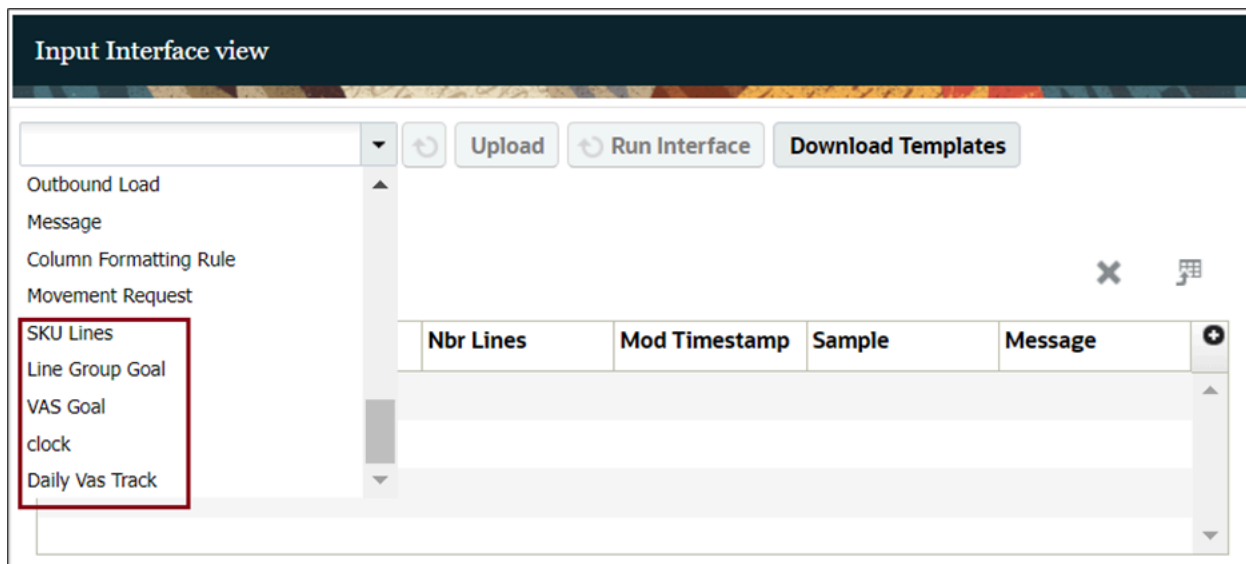 Input Interface view
Upload Run Interface Download Templates
Outbound Load
Message
Column Formatting Rule
Movement Request
SKU Lines
Line Group Goal
VAS Goal
clock
Daily Vas Track
Nbr Lines Mod Timestamp Sample Message